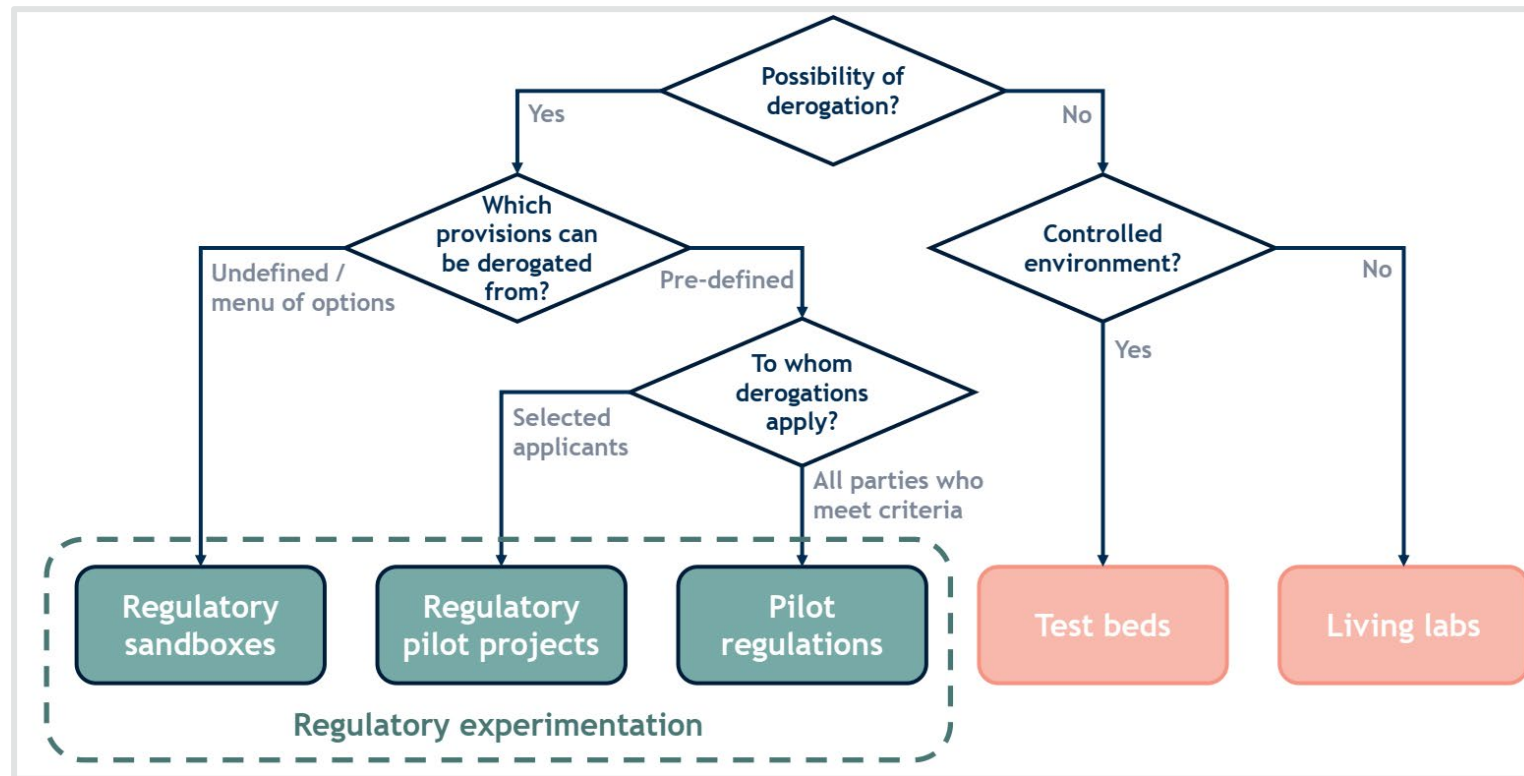 Possibility of
derogation?
Yes
No
Which
provisions can
be derogated
from?
Controlled
environment?
Undefined /
menu of options
Pre-defined
No
Yes
To whom
derogations
apply?
Selected
applicants
All parties who
meet criteria
Regulatory
sandboxes
Regulatory
pilot projects
Pilot
regulations
Test beds
Living labs
Regulatory experimentation